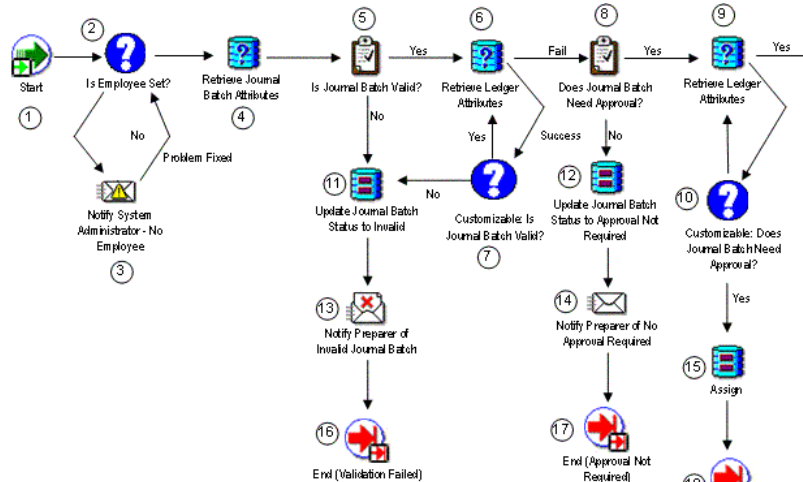 5
6
8
9
2
Yes
Fail
Yes
Yes
Start
Is Employee Set?
Retrieve Journal
Batch Attributes
Is Journal Batch Valid?
Retrieve Ledger
Attributes
Does Journal Batch
Need Approval?
Retrieve Ledger
Attributes
1
4
No
Problem Fixed
No
Yes
Success
No
11
No
12
10
Notify System
Administrator - No
Employee
3
Update Journal Batch
Status to Invalid
Customizable: Is
Journal Batch Valid?
7
Update Journal Batch
Status to Approval Not
Required
Customizable: Does
Journal Batch Need
Approval?
13
14
Yes
Notify Preparer of
Invalid Journal Batch
Notify Preparer of No
Approval Required
15
Assign
16
17
End (Validation Failed)
End (Approval Not
Required)